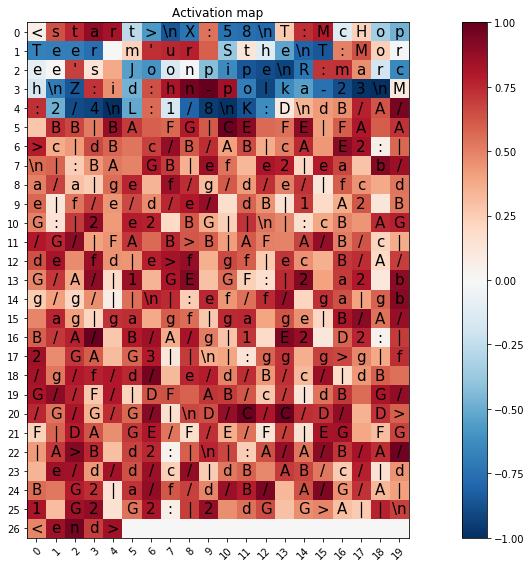 Activation map
0 < s t a r t > \n X : 5 8 \n T : M c H o p
1 T e e r m ' u r S t h e \n T : M o r
2 e e ' s J o o n p i p e \n R : m a r c
3 h \n Z : i d : h n - p o l k a - 2 3 \n M
4 : 2 / 4 \n L : 1 / 8 \n K : D \n d B / A /
5 B B | B A F G | C E F E | F A A
6 > c | d B c / B / A B | c A E 2 : |
7 \n | : B A G B | e f e 2 | e a b /
8 a / a | g e f / g / d / e / | f c d
9 e | f / e / d / e / d B | 1 A 2 B
10 G : | 2 e 2 B G | | \n | : c B A G
11 / G / | F A B > B | A F A / B / c |
12 d e f d | e > f g f | e c B / A /
13 G / A / | 1 G E G F : | 2 a 2 b
14 g / g / | \n | : e f / f / g a | g b
15 a g | g a g f | g a g e | B / A /
16 B / A / B / A / g | 1 E 2 D 2 : |
17 2 G A G 3 | | \n | : g g g > g | f
18 / g / f / d / e / d / B / c / | d B
19 G / / F / | D F A B / c / | d B G /
20 / G / G / G / | \n D / C / C / D / D >
21 F | D A G E / F / E / F / | E G F G
22 | A > B d 2 : | \n | : A / A / B / A /
23 e / d / d / c / | d B A B / c / | d
24 B G 2 | a / f / d / B / A / G / A |
25 1 G 2 G 2 : | 2 d G G > A | | \n
26 < e n d >
0 1 2 3 4 5 6 7 8 9 10 11 12 13 14 15 16 17 18 19
1.00
0.75
0.50
0.25
0.00
−0.25
−0.50
−0.75
−1.00